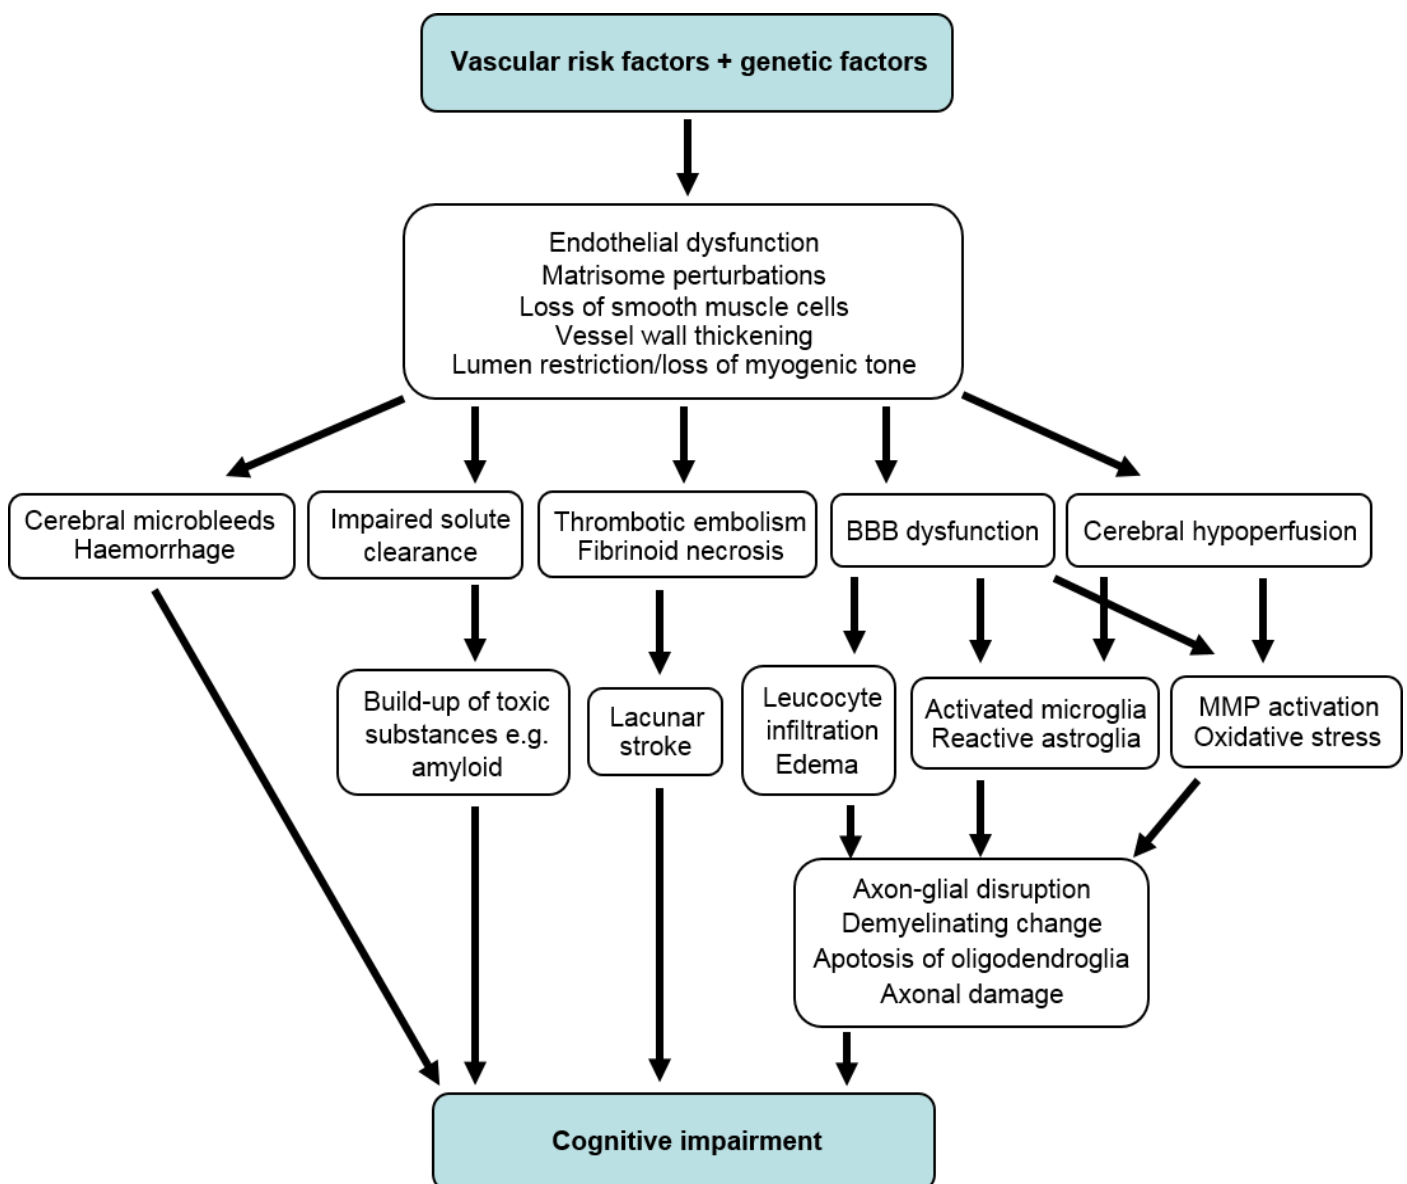 Vascular risk factors + genetic factors
Endothelial dysfunction
Matrisome perturbations
Loss of smooth muscle cells
Vessel wall thickening
Lumen restriction/loss of myogenic tone
Cerebral microbleeds
Haemorrhage
Impaired solute
clearance
Thrombotic embolism
Fibrinoid necrosis
BBB dysfunction
Cerebral hypoperfusion
Build-up of toxic
substances e.g.
amyloid
Lacunar
stroke
Leucocyte
infiltration
Edema
Activated microglia
Reactive astroglia
MMP activation
Oxidative stress
Axon-glial disruption
Demyelinating change
Apotosis of oligodendroglia
Axonal damage
Cognitive impairment